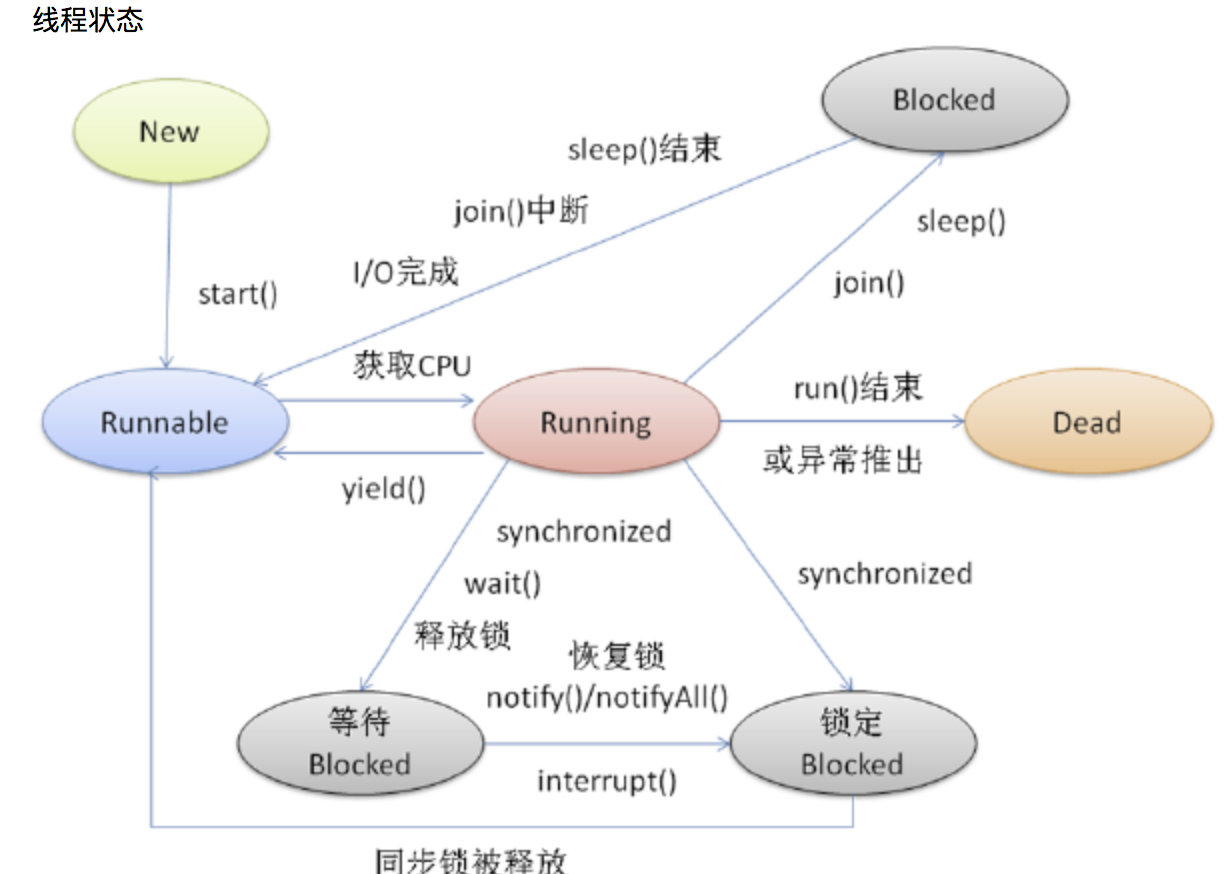 线程状态
New
Blocked
sleep()结束
join()中断
I/O完成
sleep()
join()
start()
获取CPU
Runnable
Running
run()结束
Dead
或异常推出
yield()
synchronized
wait()
释放锁
synchronized
恢复锁
notify()/notifyAll()
等待
Blocked
锁定
Blocked
interrupt()
同步锁被释放